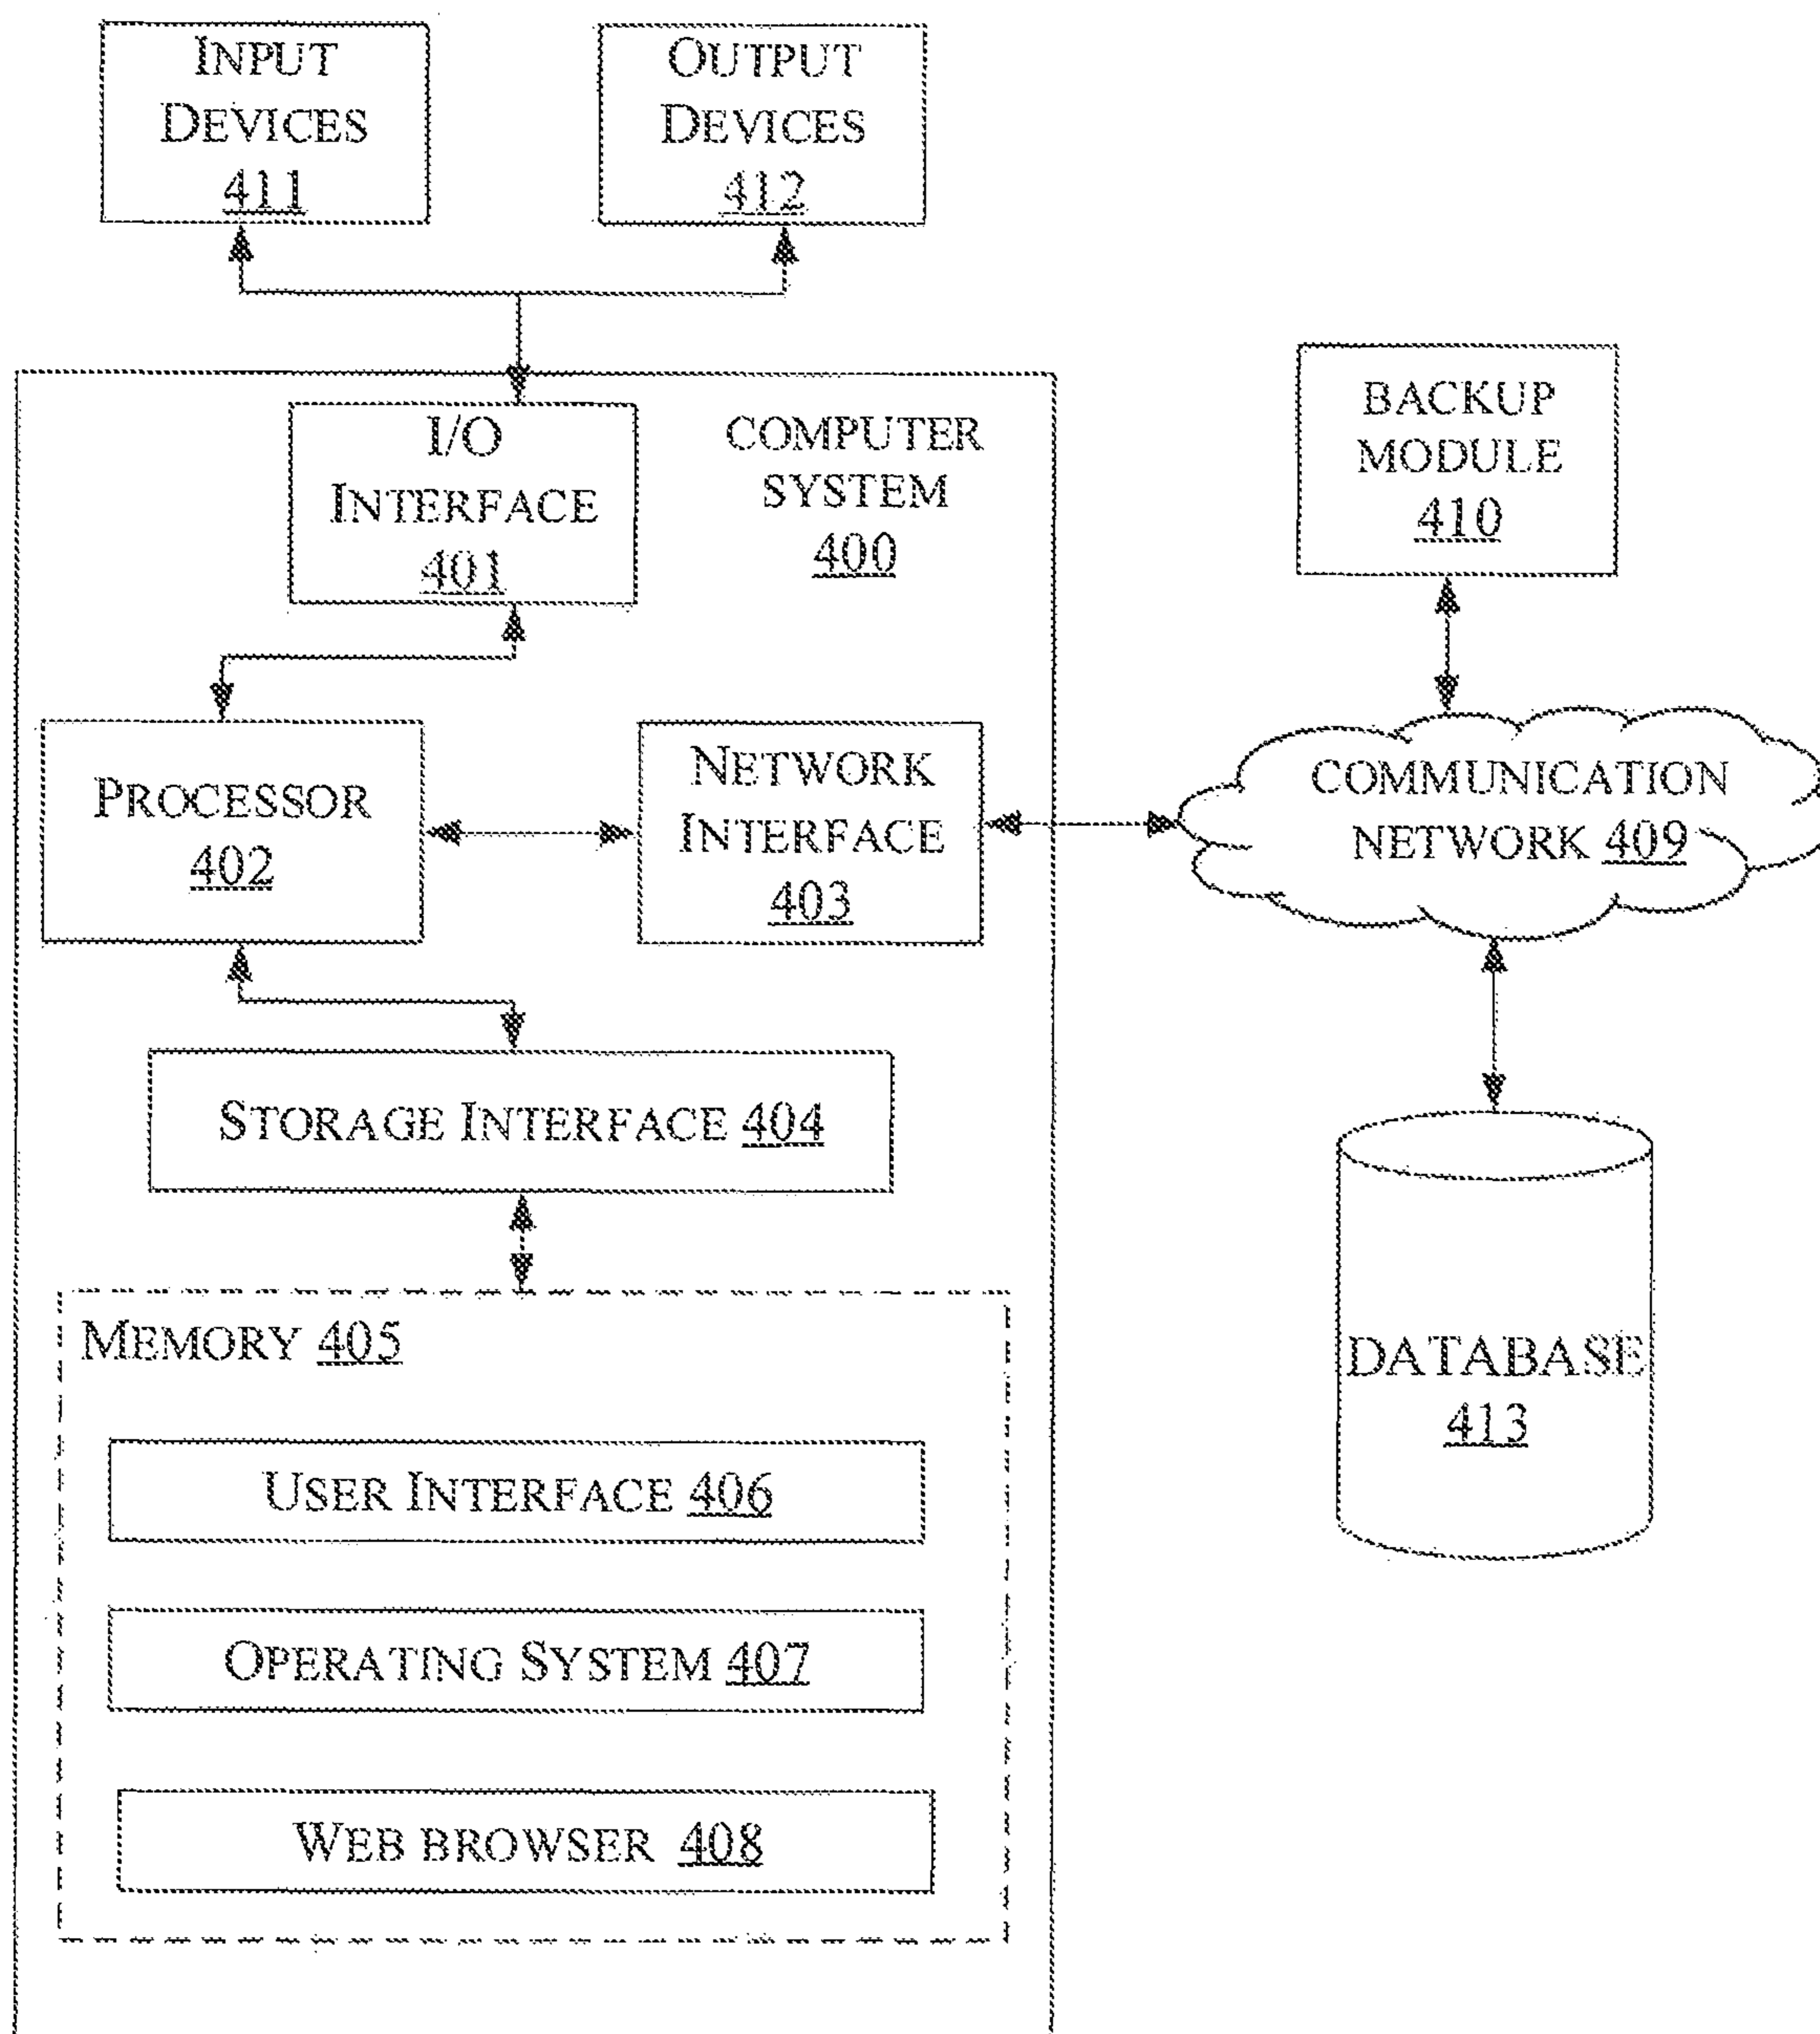 INPUT
DEVICES
411
OUTPUT
DEVICES
412
I/O
INTERFACE
401
COMPUTER
SYSTEM
400
BACKUP
MODULE
410
PROCESSOR
402
NETWORK
INTERFACE
403
COMMUNICATION
NETWORK 409
STORAGE INTERFACE 404
MEMORY 405
USER INTERFACE 406
OPERATING SYSTEM 407
WEB BROWSER 408
DATABASE
413